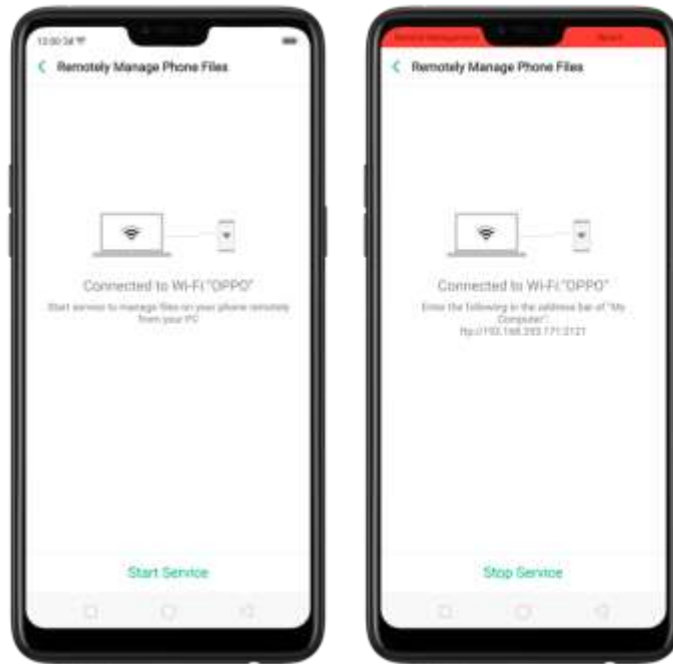 Remotely Manage Phone Files
Connected to Wi-Fi "OPPO"
Start service to manage files on your phone remotely
from your PC
Start Service
Remotely Manage Phone Files
Connected to Wi-Fi "OPPO"
Enter the following in the address bar of "My
Computer":
Stop Service